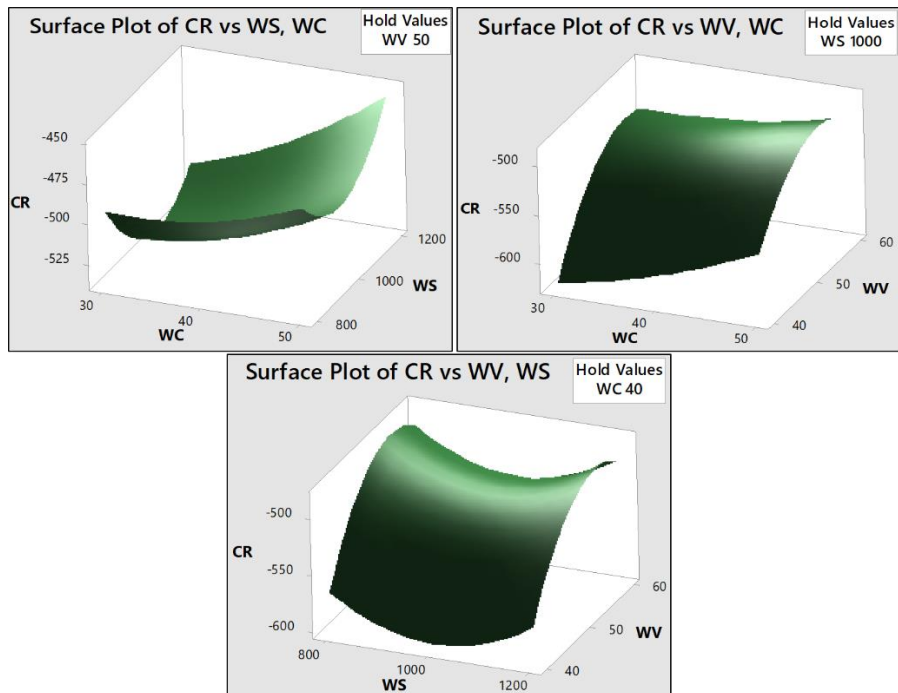 Surface Plot of CR vs WS, WC
Hold Values
WV 50
-450
-475
CR
-500
-525
30
40
50
WC
800
1000
1200
WS
Surface Plot of CR vs WV, WC
Hold Values
WS 1000
-500
CR
-550
-600
30
40
50
WC
40
50
60
WV
Surface Plot of CR vs WV, WS
Hold Values
WC 40
-500
CR
-550
-600
800
1000
1200
WS
40
50
60
WV